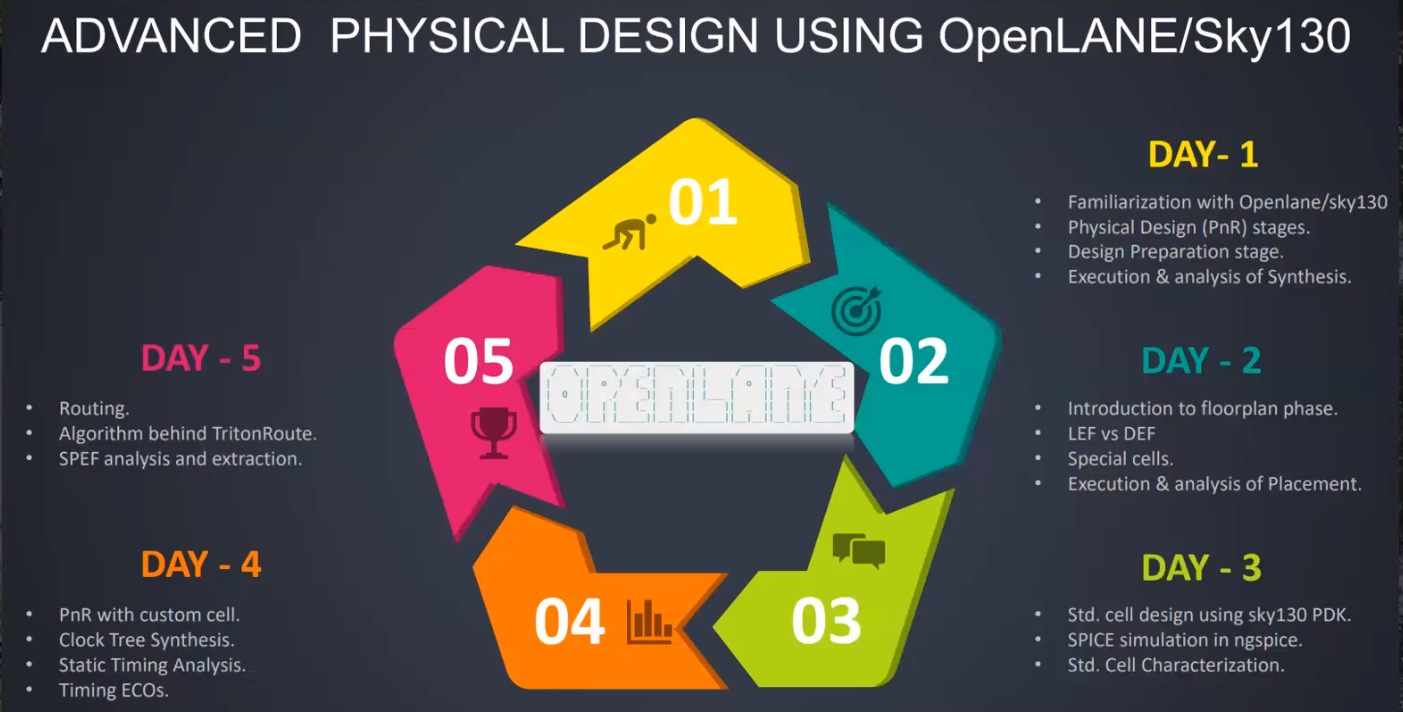 ADVANCED PHYSICAL DESIGN USING OpenLANE/Sky130
01
02
03
04
05
OPENLANE
DAY- 1
• Familiarization with Openlane/sky130
• Physical Design (PnR) stages.
• Design Preparation stage.
• Execution & analysis of Synthesis.
DAY - 2
• Introduction to floorplan phase.
• LEF vs DEF
• Special cells.
• Execution & analysis of Placement.
DAY - 3
• Std. cell design using sky130 PDK.
• SPICE simulation in ngspice.
• Std. Cell Characterization.
DAY - 4
• PnR with custom cell.
• Clock Tree Synthesis.
• Static Timing Analysis.
• Timing ECOs.
DAY - 5
• Routing.
• Algorithm behind TritonRoute.
• SPEF analysis and extraction.